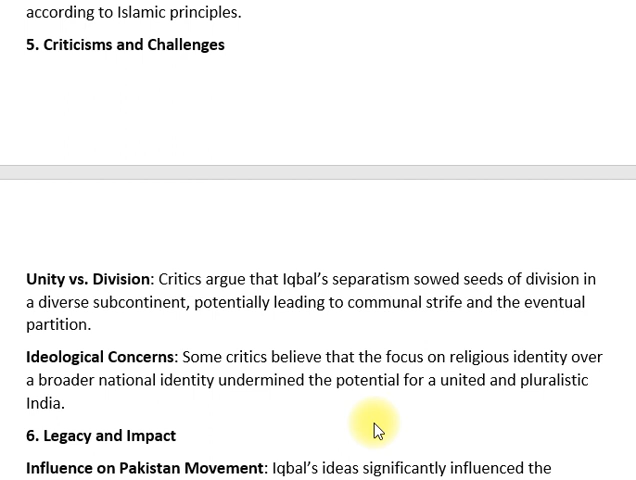 according to Islamic principles.
5. Criticisms and Challenges
Unity vs. Division: Critics argue that Iqbal’s separatism sowed seeds of division in
a diverse subcontinent, potentially leading to communal strife and the eventual
partition.
Ideological Concerns: Some critics believe that the focus on religious identity over
a broader national identity undermined the potential for a united and pluralistic
India.
6. Legacy and Impact
Influence on Pakistan Movement: Iqbal’s ideas significantly influenced the